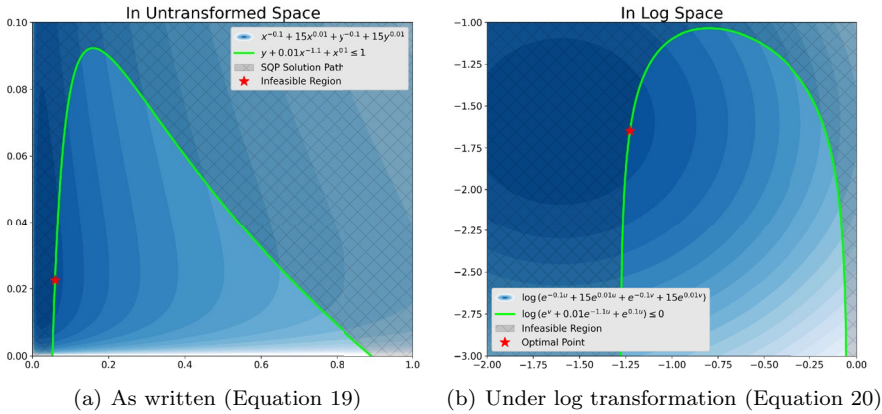 In Untransformed Space
0.10
0.08
0.06
0.04
0.02
0.00
0.0
0.2
0.4
0.6
0.8
1.0
x^{-0.1} + 15x^{0.01} + y^{-0.1} + 15y^{0.01}
y + 0.01x^{-1.1} + x^{01} ≤ 1
SQP Solution Path
Infeasible Region
(a) As written (Equation 19)
In Log Space
-1.00
-1.25
-1.50
-1.75
-2.00
-2.25
-2.50
-2.75
-3.00
-2.00
-1.75
-1.50
-1.25
-1.00
-0.75
-0.50
-0.25
0.00
log(e^{-0.1u} + 15e^{0.01u} + e^{-0.1v} + 15e^{0.01v})
log(e^{v} + 0.01e^{-1.1u} + e^{0.1u}) ≤ 0
Infeasible Region
Optimal Point
(b) Under log transformation (Equation 20)